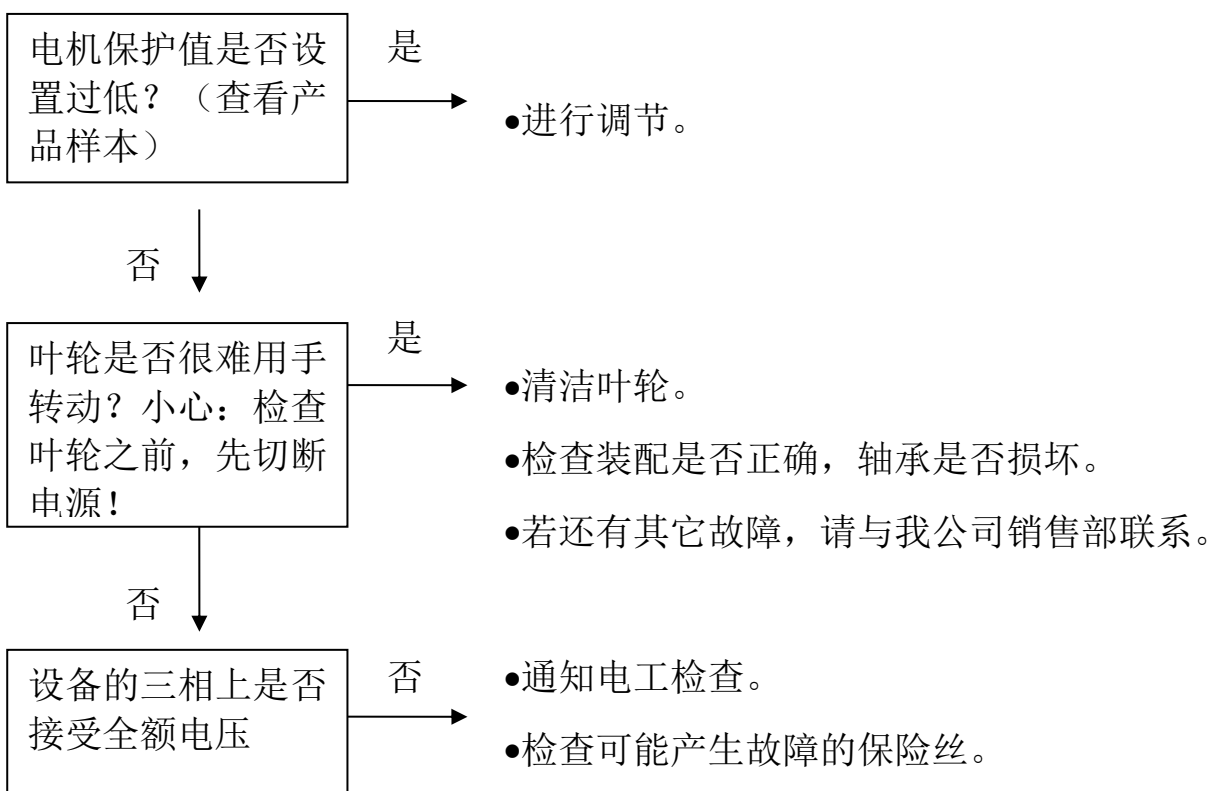 电机保护值是否设
置过低？（查看产
品样本）
是
●进行调节。
否
叶轮是否很难用手
转动？小心：检查
叶轮之前，先切断
电源！
是
●清洁叶轮。
●检查装配是否正确，轴承是否损坏。
●若还有其它故障，请与我公司销售部联系。
否
设备的三相上是否
接受全额电压
否
●通知电工检查。
●检查可能产生故障的保险丝。